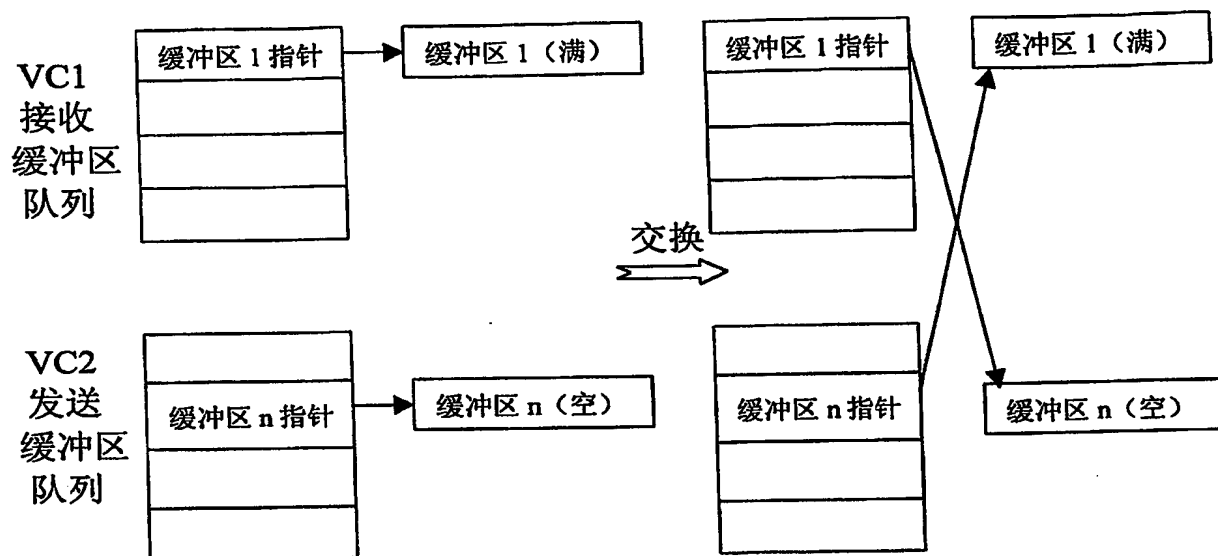 VC1
接收
缓冲区
队列
缓冲区 1 指针
缓冲区 1（满）
缓冲区 1 指针
缓冲区 1（满）
交换
VC2
发送
缓冲区
队列
缓冲区 n 指针
缓冲区 n（空）
缓冲区 n 指针
缓冲区 n（空）